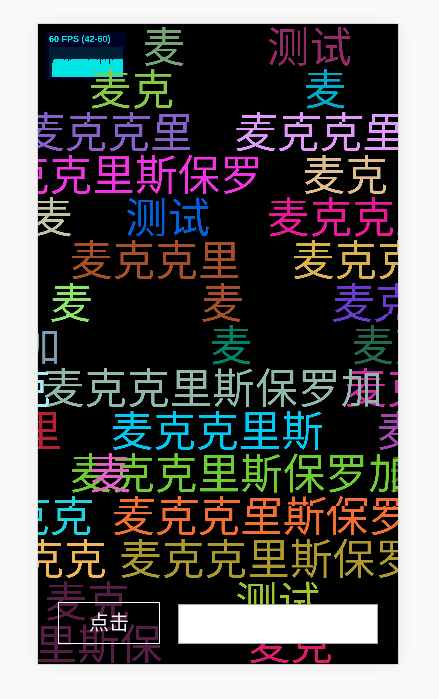 60 FPS (42-60)
麦 测试
麦克 麦
麦克克里 麦克克里
克克里斯保罗 麦克
麦 测试 麦克克
麦克克里 麦克克
麦 麦 麦克
加 麦
麦克克里斯保罗加 麦克
里 麦克克里斯 麦
麦 麦克克里斯保罗加
克克 麦克克里斯保罗
克克 麦克克里斯保罗
麦克 测试
点击
里斯保 麦克